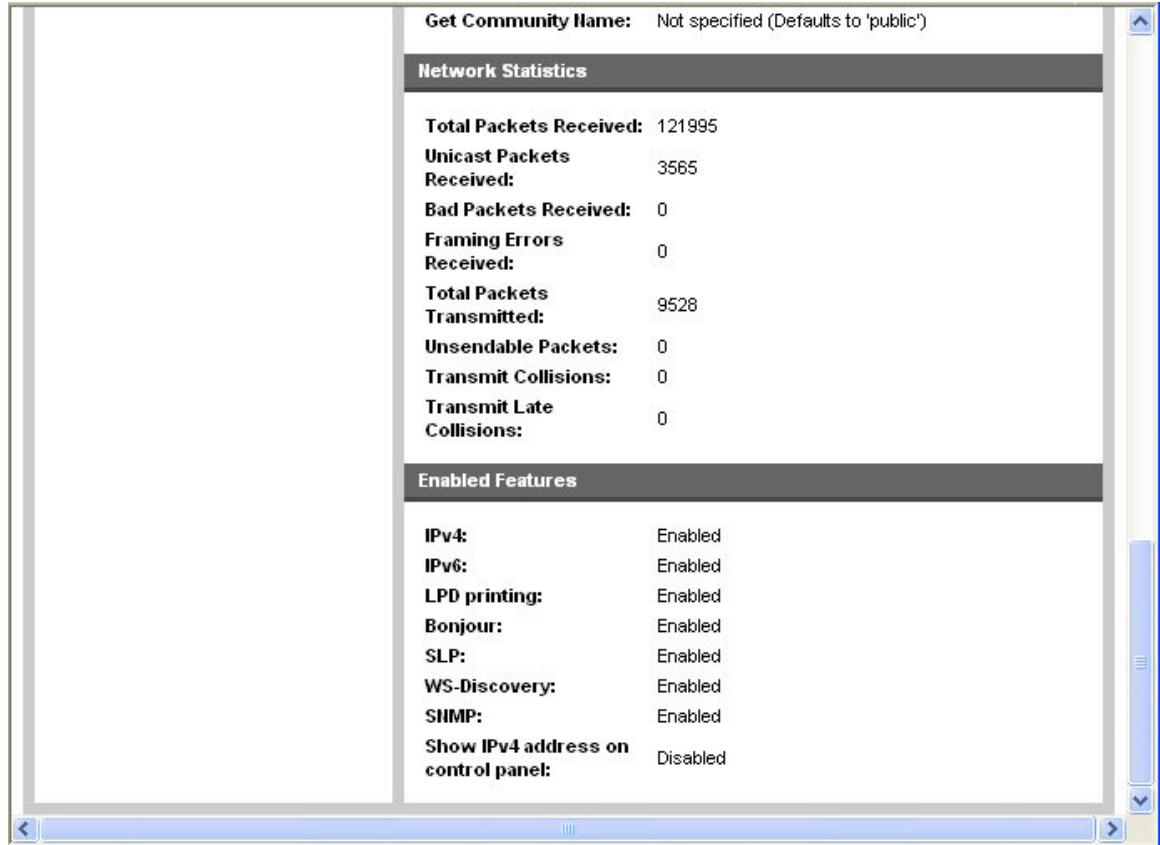 Get Community Name: Not specified (Defaults to 'public')
Network Statistics
Total Packets Received: 121995
Unicast Packets
Received: 3565
Bad Packets Received: 0
Framing Errors
Received: 0
Total Packets
Transmitted: 9528
Unsendable Packets: 0
Transmit Collisions: 0
Transmit Late
Collisions: 0
Enabled Features
IPv4: Enabled
IPv6: Enabled
LPD printing: Enabled
Bonjour: Enabled
SLP: Enabled
WS-Discovery: Enabled
SNMP: Enabled
Show IPv4 address on
control panel: Disabled